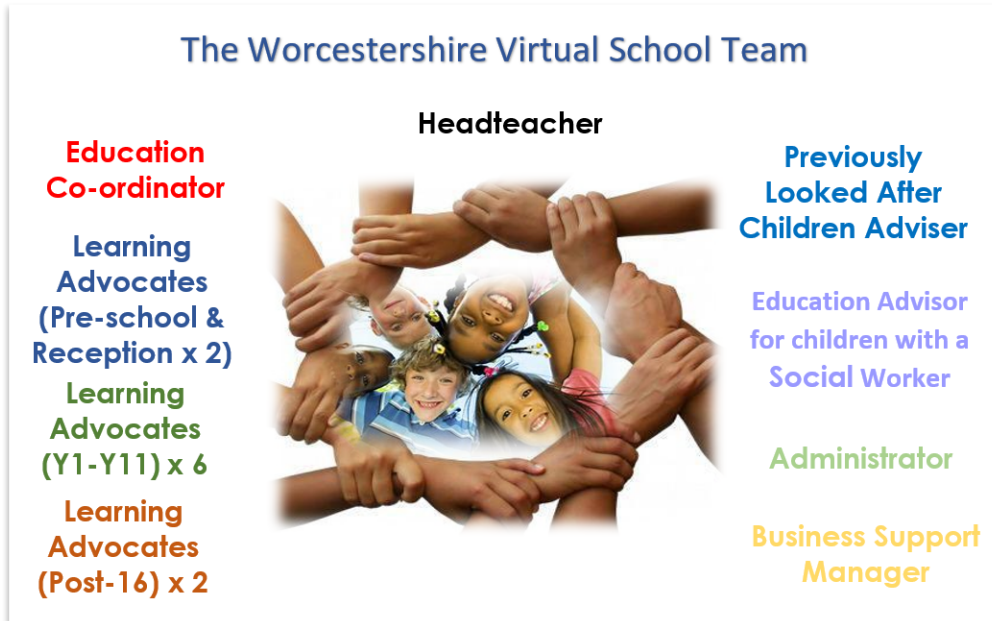 The Worcestershire Virtual School Team
Headteacher
Education
Co-ordinator
Learning
Advocates
(Pre-school &
Reception x 2)
Learning
Advocates
(Y1-Y11) x 6
Learning
Advocates
(Post-16) x 2
Previously
Looked After
Children Adviser
Education Advisor
for children with a
Social Worker
Administrator
Business Support
Manager